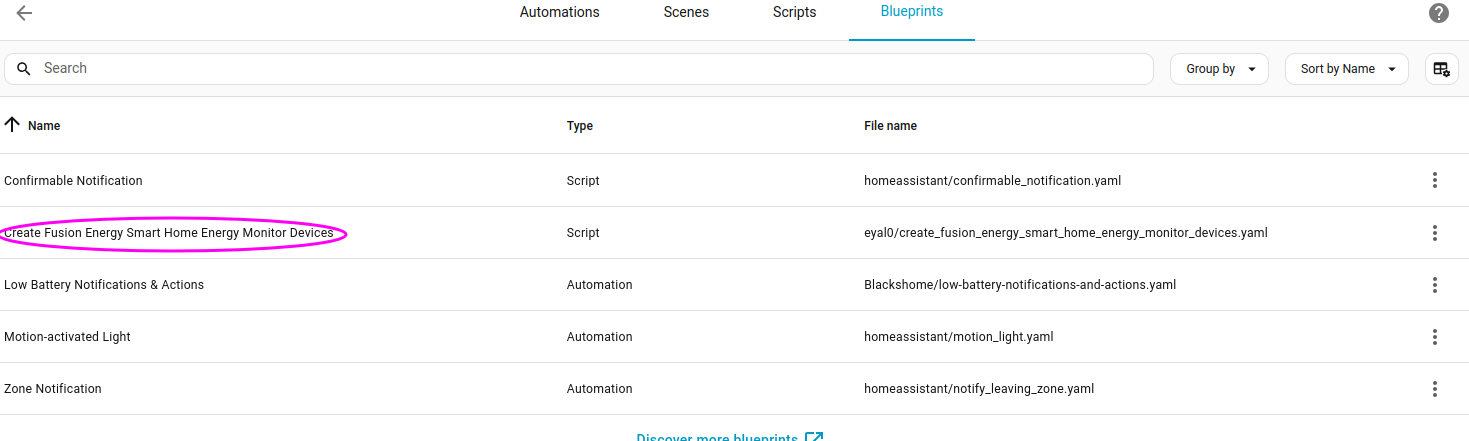 Automations Scenes Scripts Blueprints
Search Group by Sort by Name
Name Type File name
Confirmable Notification Script homeassistant/confirmable_notification.yaml
Create Fusion Energy Smart Home Energy Monitor Devices Script eyal0/create_fusion_energy_smart_home_energy_monitor_devices.yaml
Low Battery Notifications & Actions Automation Blackshome/low-battery-notifications-and-actions.yaml
Motion-activated Light Automation homeassistant/motion_light.yaml
Zone Notification Automation homeassistant/notify_leaving_zone.yaml
Discover more blueprints